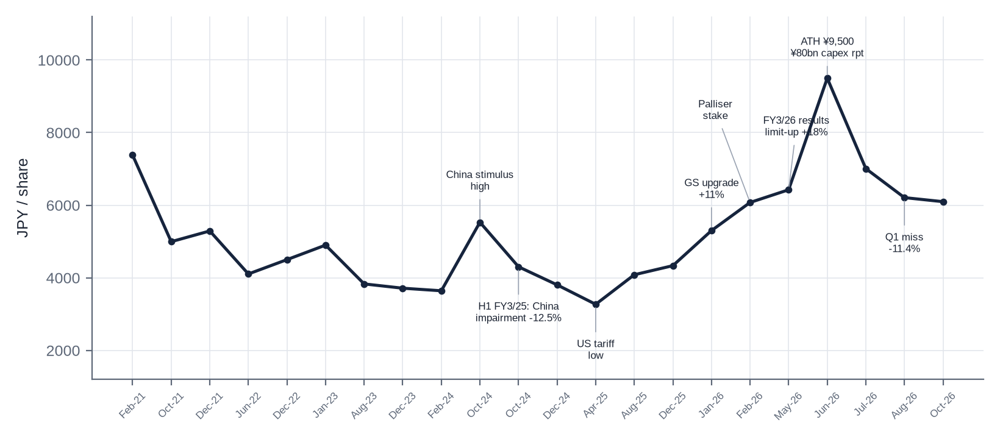 ATH ¥9,500
¥80bn capex rpt
10000
Palliser
stake
FY3/26 results
limit-up +18%
8000
China stimulus
high
GS upgrade
+11%
JPY / share
6000
Q1 miss
-11.4%
4000
H1 FY3/25: China
impairment -12.5%
US tariff
low
2000
Feb-21
Oct-21
Dec-21
Jun-22
Dec-22
Jan-23
Aug-23
Dec-23
Feb-24
Oct-24
Oct-24
Dec-24
Apr-25
Aug-25
Dec-25
Jan-26
Feb-26
May-26
Jun-26
Jul-26
Aug-26
Oct-26